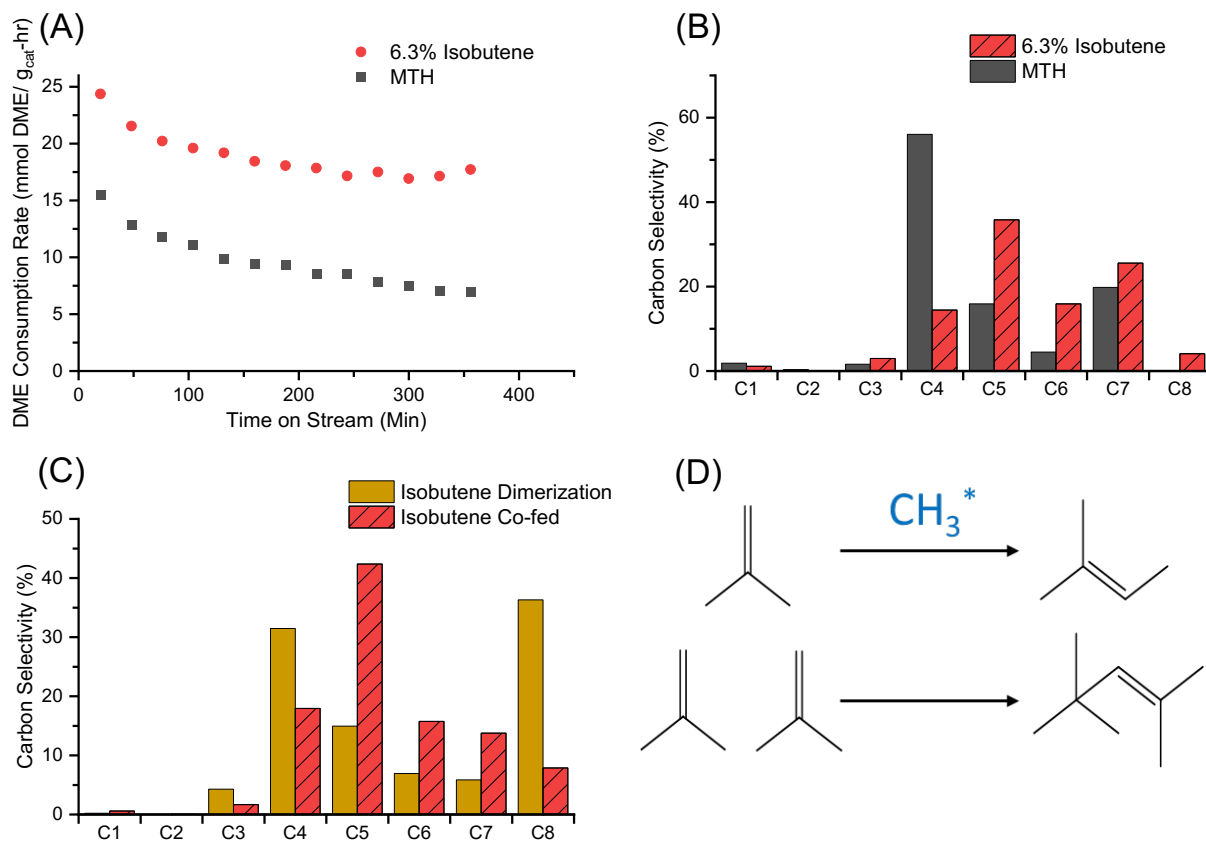 (A)
6.3% Isobutene
MTH
DME Consumption Rate (mmol DME/ g_cat-hr)
25
20
15
10
5
0
0 100 200 300 400
Time on Stream (Min)
(B)
6.3% Isobutene
MTH
Carbon Selectivity (%)
60
40
20
0
C1 C2 C3 C4 C5 C6 C7 C8
(C)
Isobutene Dimerization
Isobutene Co-fed
Carbon Selectivity (%)
50
40
30
20
10
0
C1 C2 C3 C4 C5 C6 C7 C8
(D)
CH3*